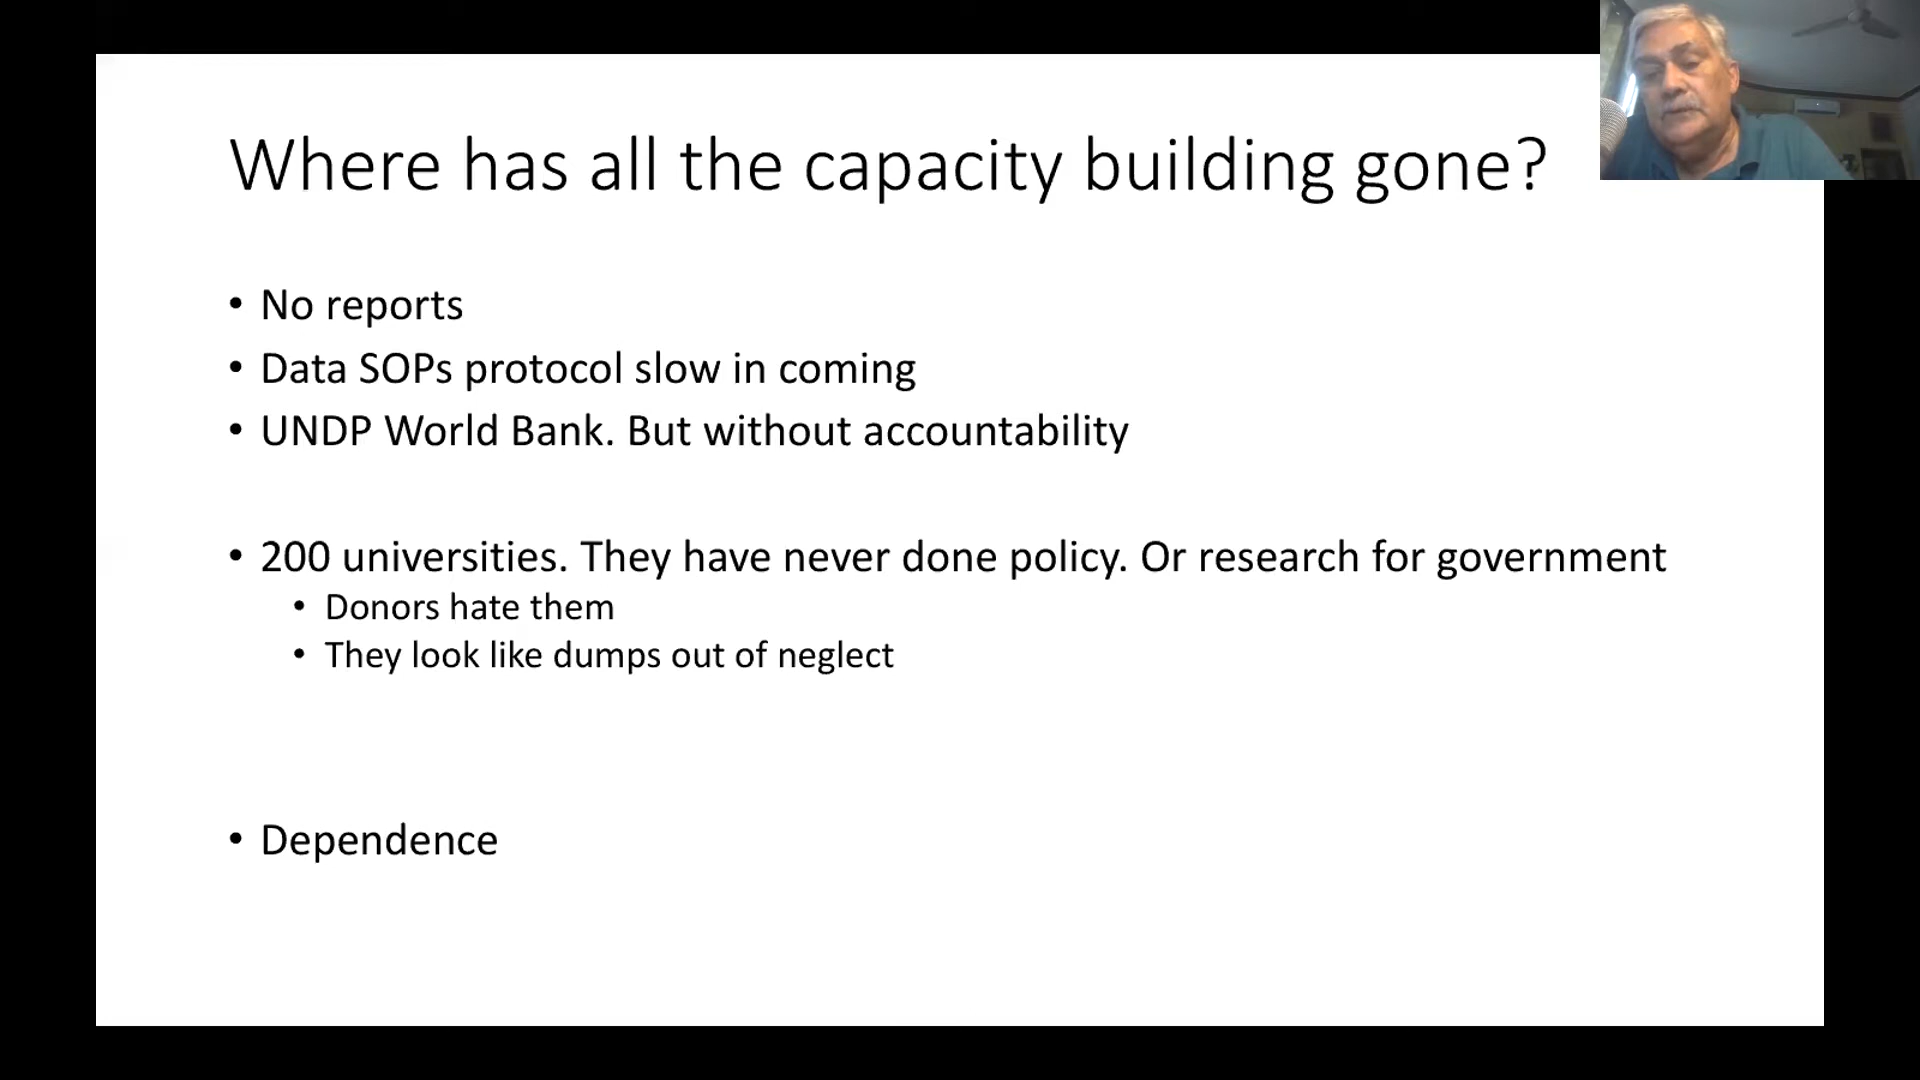 Where has all the capacity building gone?
• No reports
• Data SOPs protocol slow in coming
• UNDP World Bank. But without accountability
• 200 universities. They have never done policy. Or research for government
• Donors hate them
• They look like dumps out of neglect
• Dependence